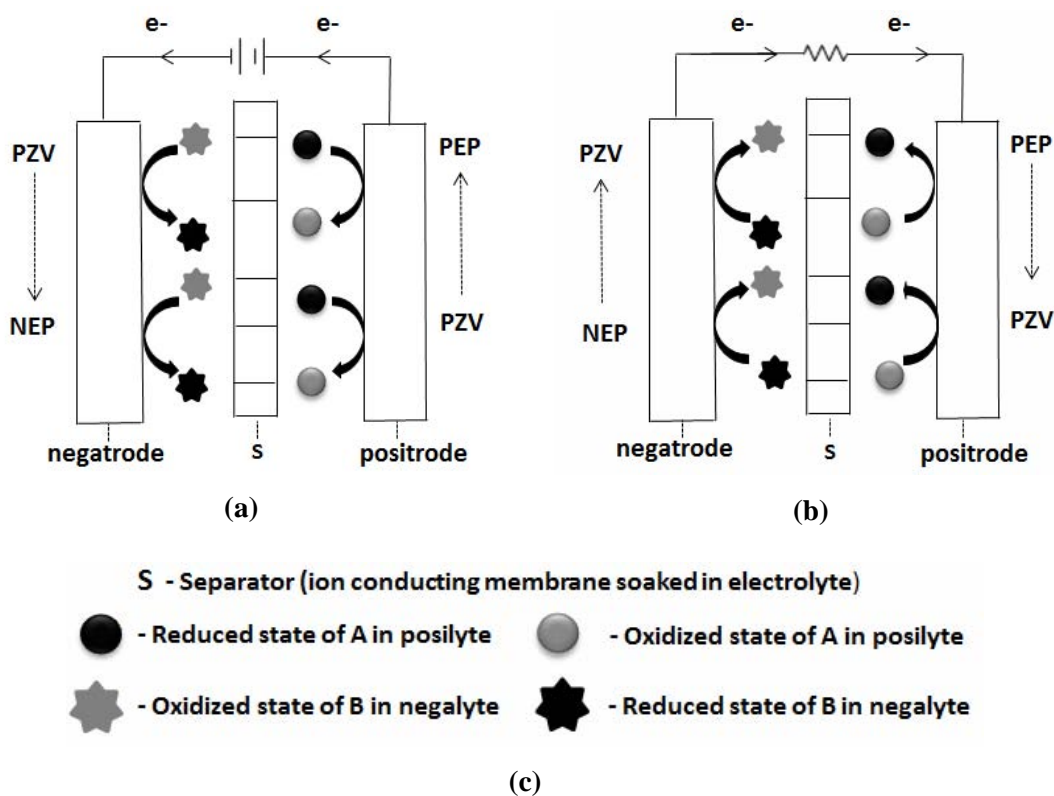 e- e-
PZV
NEP
PEP
PZV
negatrode
S
positrode
(a)
e- e-
PZV
NEP
PEP
PZV
negatrode
S
positrode
(b)
S - Separator (ion conducting membrane soaked in electrolyte)
- Reduced state of A in posilyte
- Oxidized state of A in posilyte
- Oxidized state of B in negalyte
- Reduced state of B in negalyte
(c)